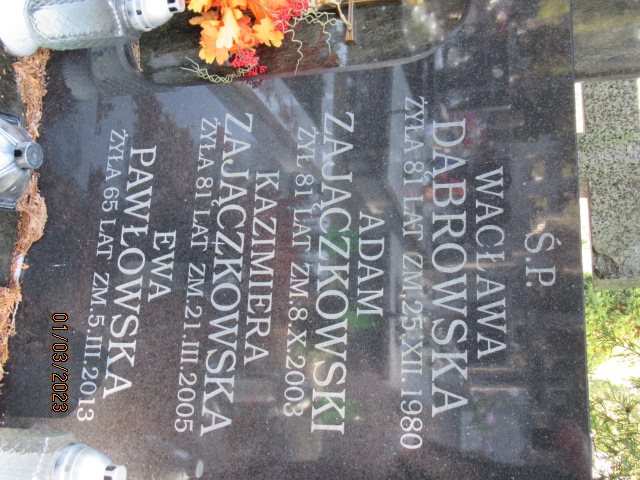 Ś.P.
WACŁAWA
DĄBROWSKA
ŻYŁA 81 LAT ZM. 25.XII.1980
ADAM
ZAJĄCZKOWSKI
ŻYŁ 81 LAT ZM. 8.X.2003
KAZIMIERA
ZAJĄCZKOWSKA
ŻYŁA 81 LAT ZM. 21.III.2005
EWA
PAWŁOWSKA
ŻYŁA 65 LAT ZM. 5.III.2013
01/03/2023